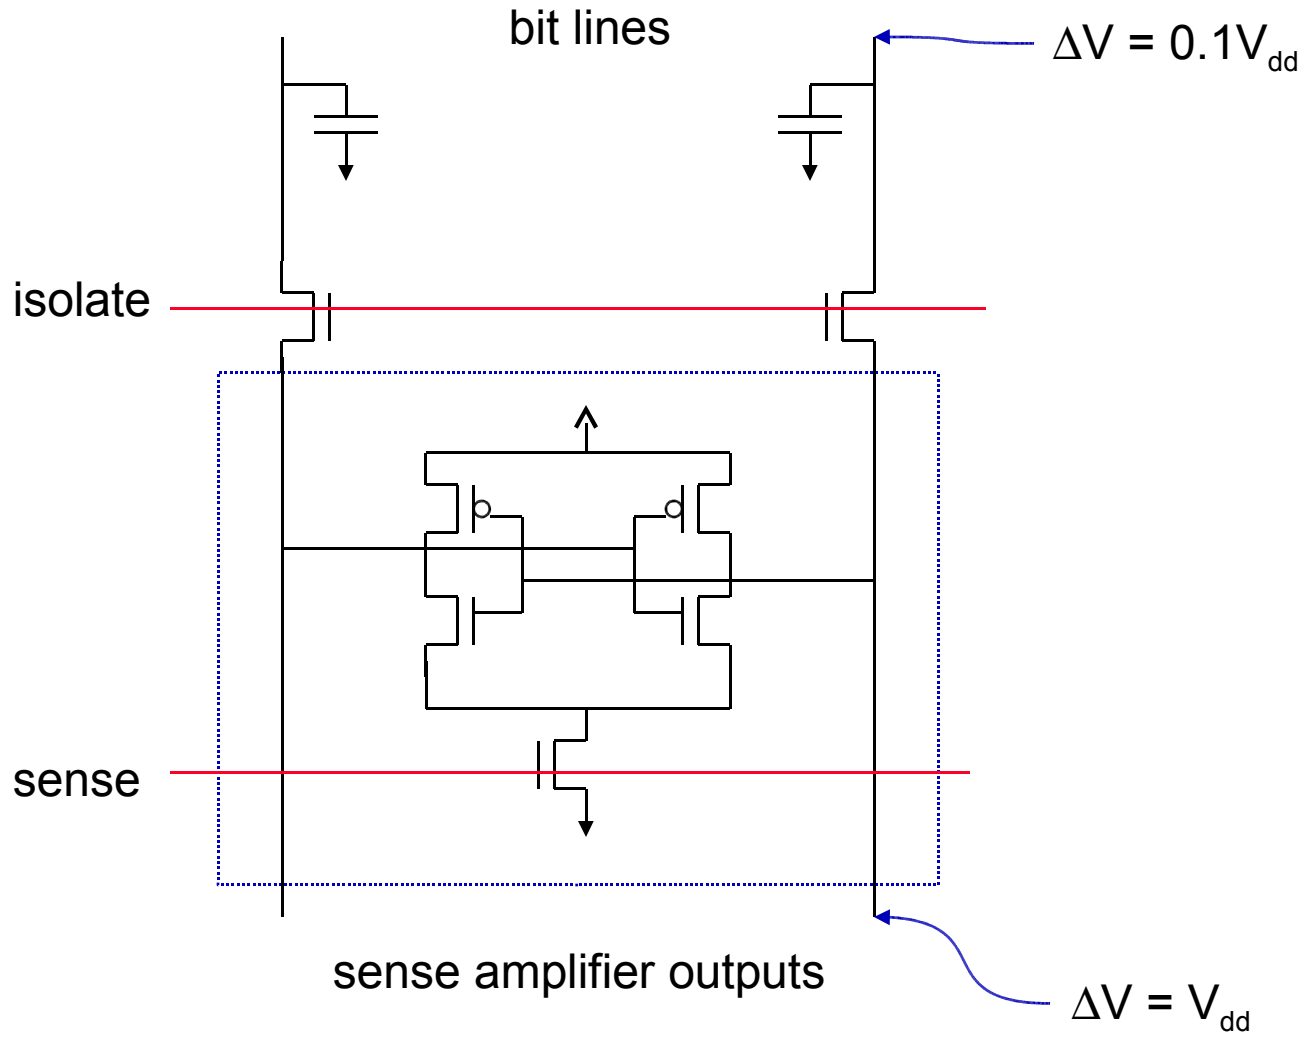 bit lines
ΔV = 0.1Vdd
isolate
sense
sense amplifier outputs
ΔV = Vdd